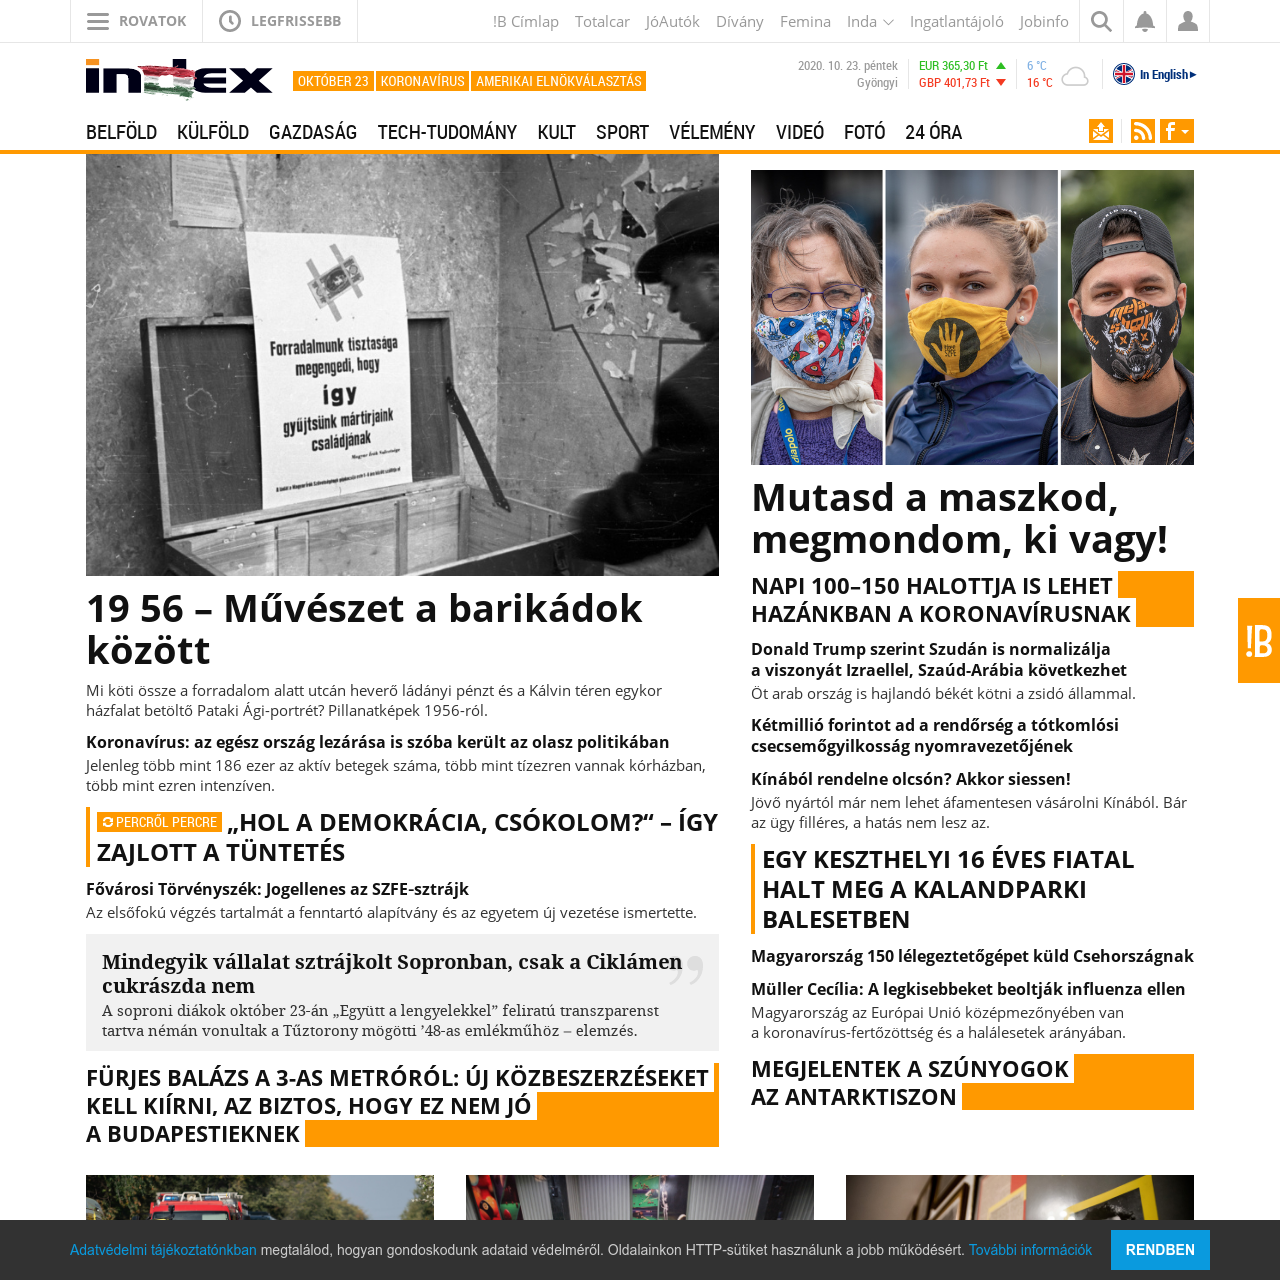 ROVATOK
LEGFRISSEBB
!B Címlap
Totalcar
JóAutók
Dívány
Femina
Inda
Ingatlantájoló
Jobinfo
index
OKTÓBER 23
KORONAVÍRUS
AMERIKAI ELNÖKVÁLASZTÁS
2020. 10. 23. péntek
Gyöngyi
EUR 365,30 Ft
GBP 401,73 Ft
6 °C
16 °C
In English
BELFÖLD
KÜLFÖLD
GAZDASÁG
TECH-TUDOMÁNY
KULT
SPORT
VÉLEMÉNY
VIDEÓ
FOTÓ
24 ÓRA
Forradalmunk tisztasága
megengedi, hogy
így
gyűjtsünk mártirjaink
családjának
19 56 – Művészet a barikádok
között
Mi köti össze a forradalom alatt utcán heverő ládányi pénzt és a Kálvin téren egykor
házfalat betöltő Pataki Ági-portrét? Pillanatképek 1956-ról.
Koronavírus: az egész ország lezárása is szóba került az olasz politikában
Jelenleg több mint 186 ezer az aktív betegek száma, több mint tízezren vannak kórházban,
több mint ezren intenzíven.
PERCRŐL PERCRE „HOL A DEMOKRÁCIA, CSÓKOLOM?“ – ÍGY
ZAJLOTT A TÜNTETÉS
Fővárosi Törvényszék: Jogellenes az SZFE-sztrájk
Az elsőfokú végzés tartalmát a fenntartó alapítvány és az egyetem új vezetése ismertette.
Mindegyik vállalat sztrájkolt Sopronban, csak a Ciklámen
cukrászda nem
A soproni diákok október 23-án „Együtt a lengyelekkel” feliratú transzparenst
tartva némán vonultak a Tűztorony mögötti ’48-as emlékműhöz – elemzés.
FÜRJES BALÁZS A 3-AS METRÓRÓL: ÚJ KÖZBESZERZÉSEKET
KELL KIÍRNI, AZ BIZTOS, HOGY EZ NEM JÓ
A BUDAPESTIEKNEK
Mutasd a maszkod,
megmondom, ki vagy!
NAPI 100–150 HALOTTJA IS LEHET
HAZÁNKBAN A KORONAVÍRUSNAK
Donald Trump szerint Szudán is normalizálja
a viszonyát Izraellel, Szaúd-Arábia következhet
Öt arab ország is hajlandó békét kötni a zsidó állammal.
Kétmillió forintot ad a rendőrség a tótkomlósi
csecsemőgyilkosság nyomravezetőjének
Kínából rendelne olcsón? Akkor siessen!
Jövő nyártól már nem lehet áfamentesen vásárolni Kínából. Bár
az ügy filléres, a hatás nem lesz az.
EGY KESZTHELYI 16 ÉVES FIATAL
HALT MEG A KALANDPARKI
BALESETBEN
Magyarország 150 lélegeztetőgépet küld Csehországnak
Müller Cecília: A legkisebbeket beoltják influenza ellen
Magyarország az Európai Unió középmezőnyében van
a koronavírus-fertőzöttség és a halálesetek arányában.
MEGJELENTEK A SZÚNYOGOK
AZ ANTARKTISZON
!B
Adatvédelmi tájékoztatónkban megtalálod, hogyan gondoskodunk adataid védelméről. Oldalainkon HTTP-sütiket használunk a jobb működésért. További információk
RENDBEN